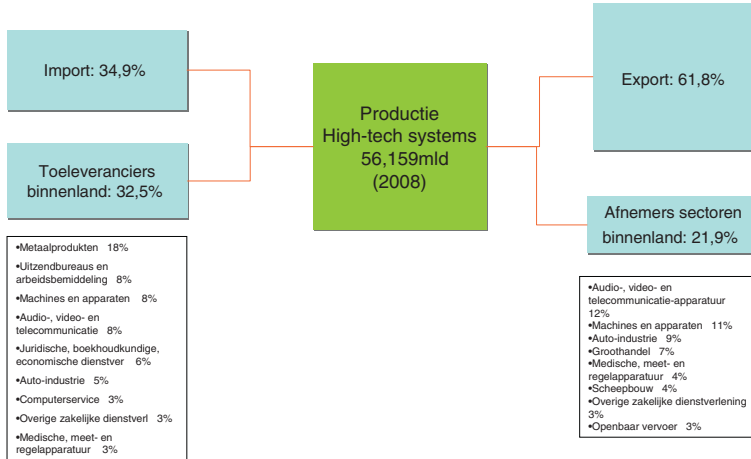 Import: 34,9%
Toeleveranciers
binnenland: 32,5%
•Metaalprodukten 18%
•Uitzendbureaus en
arbeidsbemiddeling 8%
•Machines en apparaten 8%
•Audio-, video- en
telecommunicatie 8%
•Juridische, boekhoudkundige,
economische dienstver 6%
•Auto-industrie 5%
•Computerservice 3%
•Overige zakelijke dienstverl 3%
•Medische, meet- en
regelapparatuur 3%
Productie
High-tech systems
56,159mld
(2008)
Export: 61,8%
Afnemers sectoren
binnenland: 21,9%
•Audio-, video- en
telecommunicatie-apparatuur
12%
•Machines en apparaten 11%
•Auto-industrie 9%
•Groothandel 7%
•Medische, meet- en
regelapparatuur 4%
•Scheepbouw 4%
•Overige zakelijke dienstverlening
3%
•Openbaar vervoer 3%